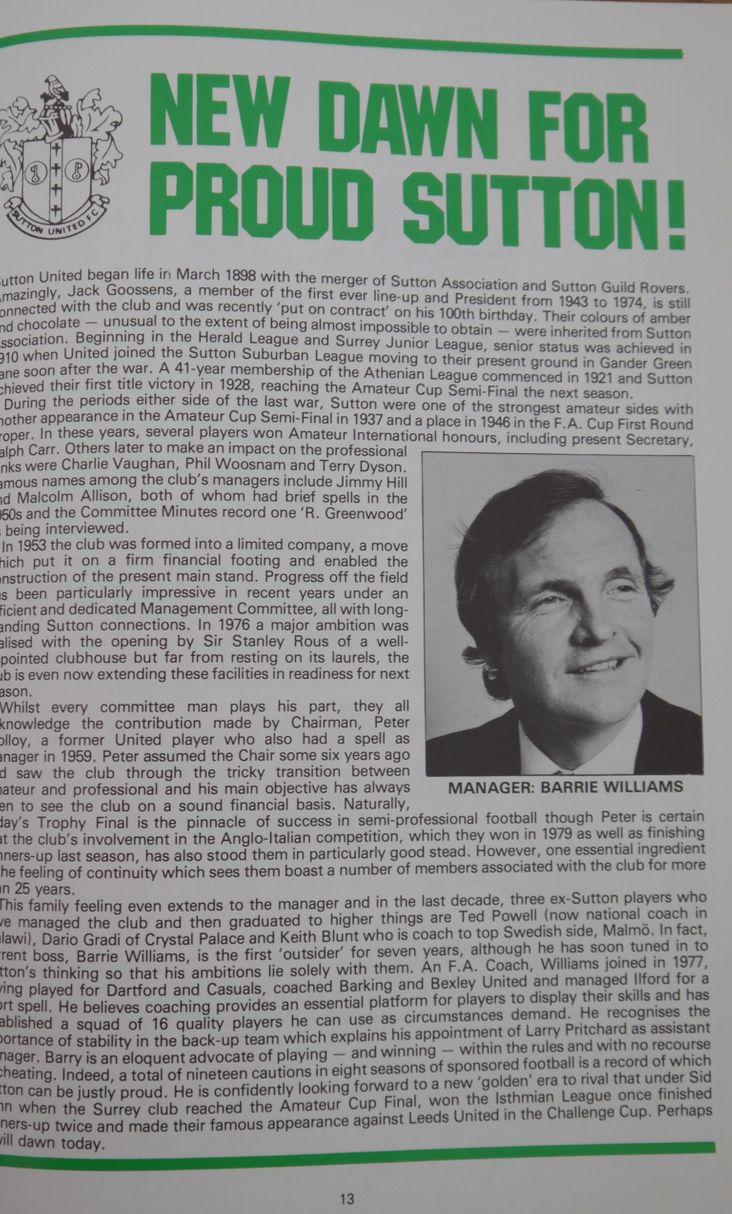 NEW DAWN FOR
PROUD SUTTON!
SUTTON UNITED F.C.
utton United began life in March 1898 with the merger of Sutton Association and Sutton Guild Rovers.
mazingly, Jack Goossens, a member of the first ever line-up and President from 1943 to 1974, is still
onnected with the club and was recently 'put on contract' on his 100th birthday. Their colours of amber
nd chocolate — unusual to the extent of being almost impossible to obtain — were inherited from Sutton
ssociation. Beginning in the Herald League and Surrey Junior League, senior status was achieved in
910 when United joined the Sutton Suburban League moving to their present ground in Gander Green
ane soon after the war. A 41-year membership of the Athenian League commenced in 1921 and Sutton
chieved their first title victory in 1928, reaching the Amateur Cup Semi-Final the next season.
During the periods either side of the last war, Sutton were one of the strongest amateur sides with
nother appearance in the Amateur Cup Semi-Final in 1937 and a place in 1946 in the F.A. Cup First Round
roper. In these years, several players won Amateur International honours, including present Secretary,
alph Carr. Others later to make an impact on the professional
nks were Charlie Vaughan, Phil Woosnam and Terry Dyson.
amous names among the club's managers include Jimmy Hill
nd Malcolm Allison, both of whom had brief spells in the
950s and the Committee Minutes record one 'R. Greenwood'
s being interviewed.
In 1953 the club was formed into a limited company, a move
hich put it on a firm financial footing and enabled the
onstruction of the present main stand. Progress off the field
as been particularly impressive in recent years under an
ficient and dedicated Management Committee, all with long-
anding Sutton connections. In 1976 a major ambition was
alised with the opening by Sir Stanley Rous of a well-
pointed clubhouse but far from resting on its laurels, the
ub is even now extending these facilities in readiness for next
ason.
Whilst every committee man plays his part, they all
knowledge the contribution made by Chairman, Peter
olloy, a former United player who also had a spell as
anager in 1959. Peter assumed the Chair some six years ago
d saw the club through the tricky transition between
nateur and professional and his main objective has always
en to see the club on a sound financial basis. Naturally,
MANAGER: BARRIE WILLIAMS
day's Trophy Final is the pinnacle of success in semi-professional football though Peter is certain
at the club's involvement in the Anglo-Italian competition, which they won in 1979 as well as finishing
nners-up last season, has also stood them in particularly good stead. However, one essential ingredient
he feeling of continuity which sees them boast a number of members associated with the club for more
an 25 years.
This family feeling even extends to the manager and in the last decade, three ex-Sutton players who
ve managed the club and then graduated to higher things are Ted Powell (now national coach in
alawi), Dario Gradi of Crystal Palace and Keith Blunt who is coach to top Swedish side, Malmö. In fact,
rrent boss, Barrie Williams, is the first 'outsider' for seven years, although he has soon tuned in to
tton's thinking so that his ambitions lie solely with them. An F.A. Coach, Williams joined in 1977,
ving played for Dartford and Casuals, coached Barking and Bexley United and managed Ilford for a
ort spell. He believes coaching provides an essential platform for players to display their skills and has
ablished a squad of 16 quality players he can use as circumstances demand. He recognises the
portance of stability in the back-up team which explains his appointment of Larry Pritchard as assistant
nager. Barry is an eloquent advocate of playing — and winning — within the rules and with no recourse
cheating. Indeed, a total of nineteen cautions in eight seasons of sponsored football is a record of which
tton can be justly proud. He is confidently looking forward to a new 'golden' era to rival that under Sid
nn when the Surrey club reached the Amateur Cup Final, won the Isthmian League once finished
ners-up twice and made their famous appearance against Leeds United in the Challenge Cup. Perhaps
vill dawn today.
13